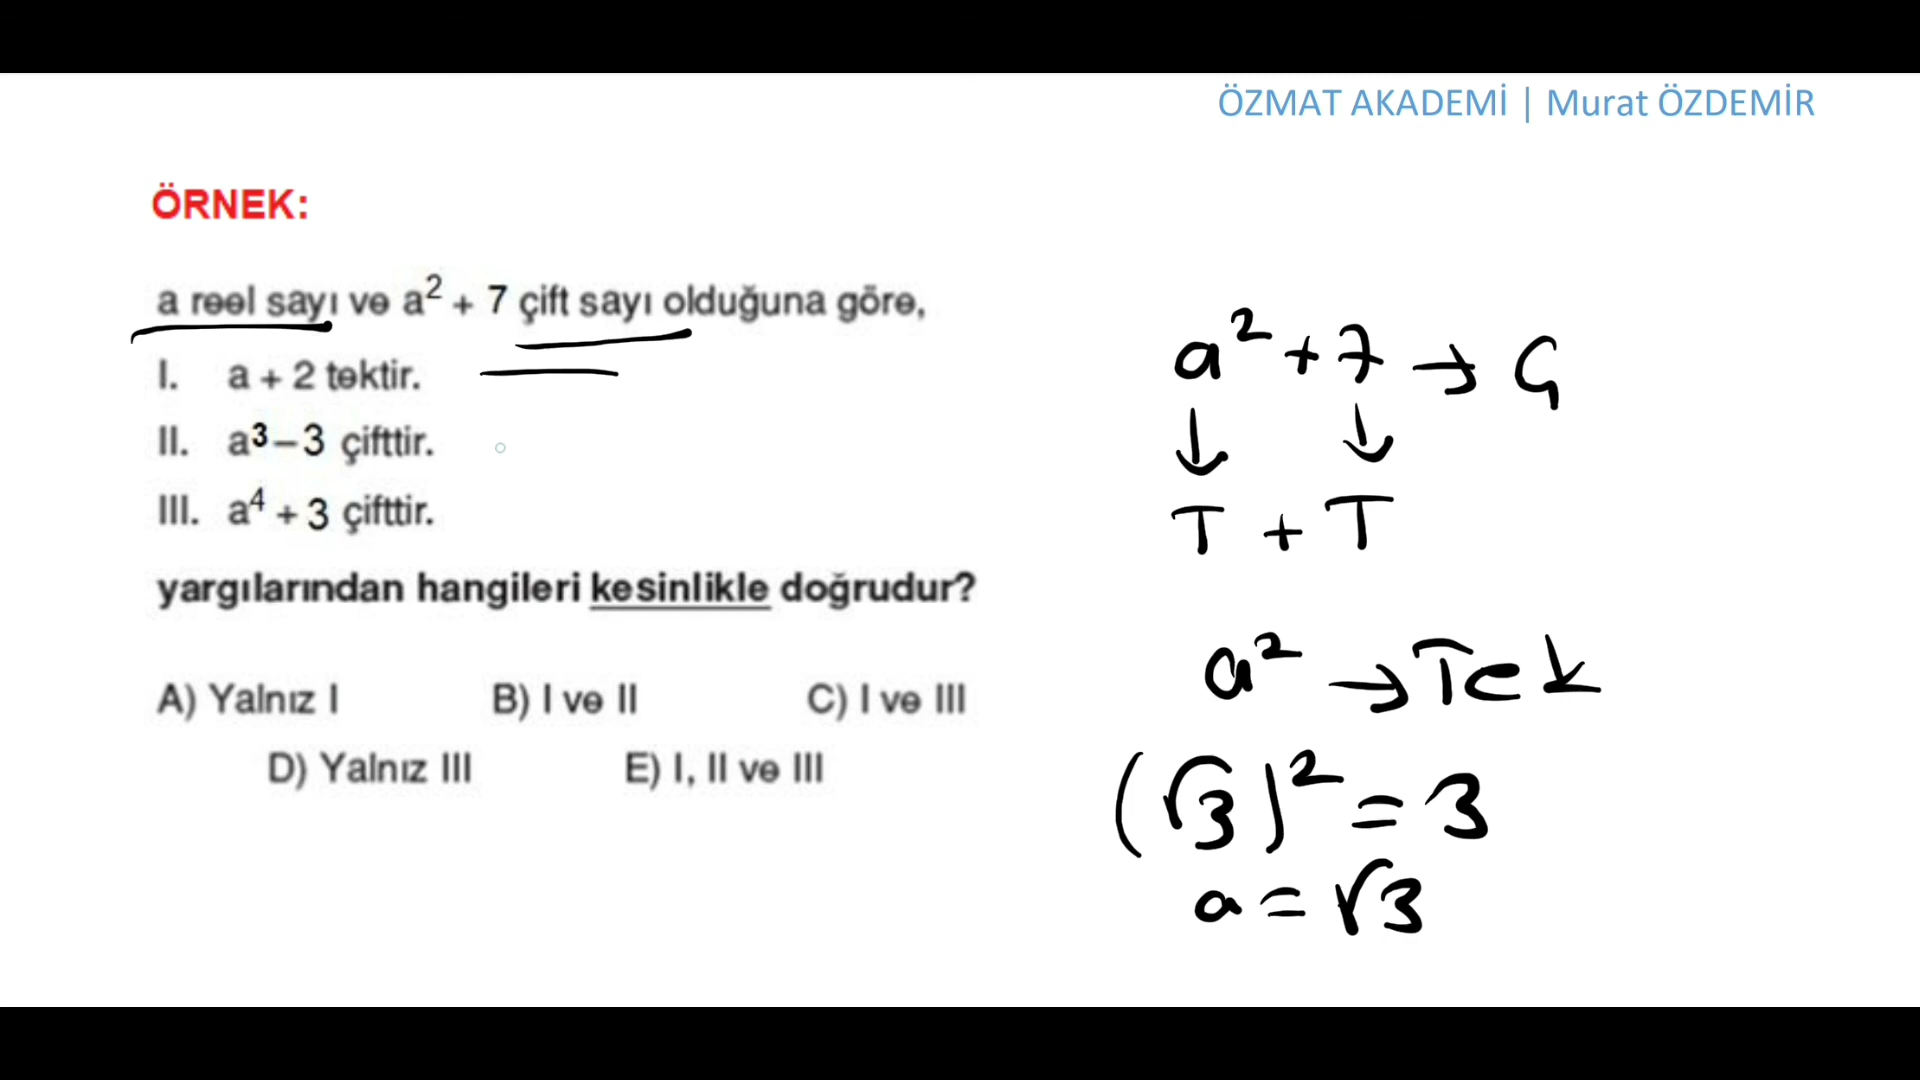 ÖZMAT AKADEMİ | Murat ÖZDEMİR
ÖRNEK:
a reel sayı ve a² + 7 çift sayı olduğuna göre,
I. a + 2 tektir.
II. a³ – 3 çifttir.
III. a⁴ + 3 çifttir.
yargılarından hangileri kesinlikle doğrudur?
A) Yalnız I B) I ve II C) I ve III
D) Yalnız III E) I, II ve III
a² + 7 → Ç
↓ ↓
T + T
a² → Tek
(√3)² = 3
a = √3